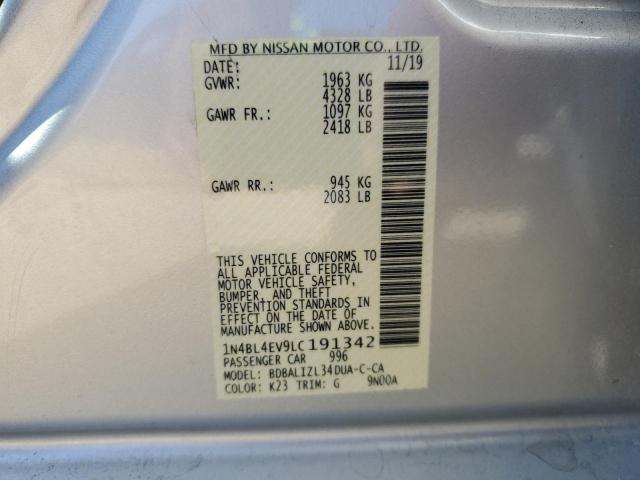 MFD BY NISSAN MOTOR CO., LTD.
DATE: 11/19
GVWR: 1963 KG
4328 LB
GAWR FR.: 1097 KG
2418 LB
GAWR RR.: 945 KG
2083 LB
THIS VEHICLE CONFORMS TO
ALL APPLICABLE FEDERAL
MOTOR VEHICLE SAFETY,
BUMPER, AND THEFT
PREVENTION STANDARDS IN
EFFECT ON THE DATE OF
MANUFACTURE SHOWN ABOVE.
1N4BL4EV9LC191342
PASSENGER CAR 996
MODEL: BDBALIZL34DUA-C-CA
COLOR: K23 TRIM: G 9N00A